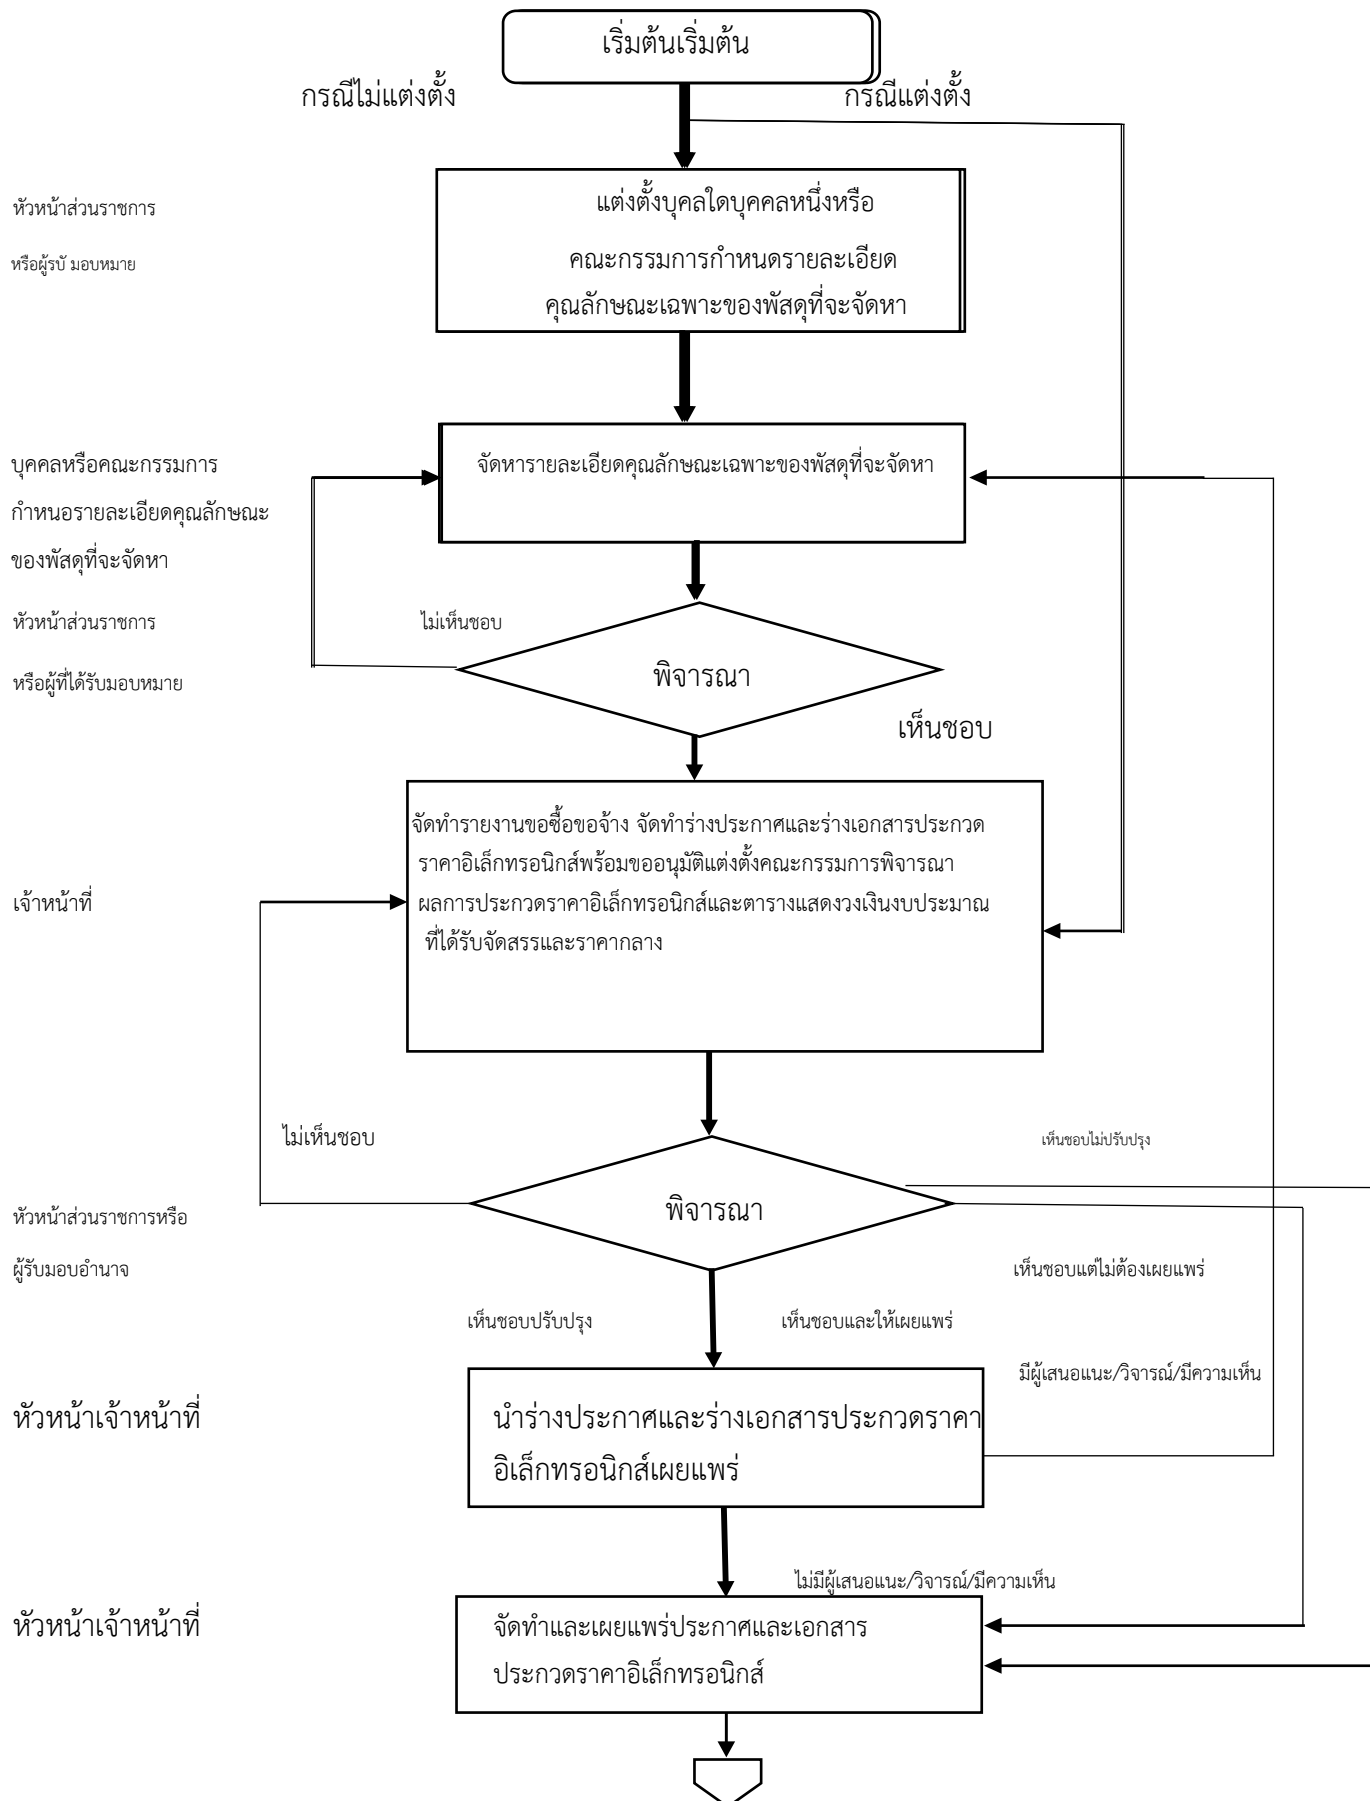 เริ่มต้นเริ่มต้น
กรณีไม่แต่งตั้ง
กรณีแต่งตั้ง
หัวหน้าส่วนราชการ
หรือผู้รบั มอบหมาย
แต่งตั้งบุคลใดบุคคลหนึ่งหรือ
คณะกรรมการกำหนดรายละเอียด
คุณลักษณะเฉพาะของพัสดุที่จะจัดหา
บุคคลหรือคณะกรรมการ
กำหนอรายละเอียดคุณลักษณะ
ของพัสดุที่จะจัดหา
จัดหารายละเอียดคุณลักษณะเฉพาะของพัสดุที่จะจัดหา
หัวหน้าส่วนราชการ
หรือผู้ที่ได้รับมอบหมาย
ไม่เห็นชอบ
พิจารณา
เห็นชอบ
เจ้าหน้าที่
จัดทำรายงานขอซื้อขอจ้าง จัดทำร่างประกาศและร่างเอกสารประกวด
ราคาอิเล็กทรอนิกส์พร้อมขออนุมัติแต่งตั้งคณะกรรมการพิจารณา
ผลการประกวดราคาอิเล็กทรอนิกส์และตารางแสดงวงเงินงบประมาณ
ที่ได้รับจัดสรรและราคากลาง
ไม่เห็นชอบ
เห็นชอบไม่ปรับปรุง
หัวหน้าส่วนราชการหรือ
ผู้รับมอบอำนาจ
พิจารณา
เห็นชอบแต่ไม่ต้องเผยแพร่
เห็นชอบปรับปรุง
เห็นชอบและให้เผยแพร่
มีผู้เสนอแนะ/วิจารณ์/มีความเห็น
หัวหน้าเจ้าหน้าที่
นำร่างประกาศและร่างเอกสารประกวดราคา
อิเล็กทรอนิกส์เผยแพร่
ไม่มีผู้เสนอแนะ/วิจารณ์/มีความเห็น
หัวหน้าเจ้าหน้าที่
จัดทำและเผยแพร่ประกาศและเอกสาร
ประกวดราคาอิเล็กทรอนิกส์